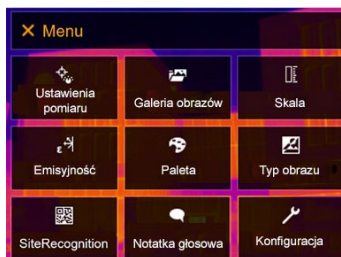 Menu
Ustawienia
pomiaru
Galeria obrazów
Skala
Emisyjność
Paleta
Typ obrazu
SiteRecognition
Notatka głosowa
Konfiguracja